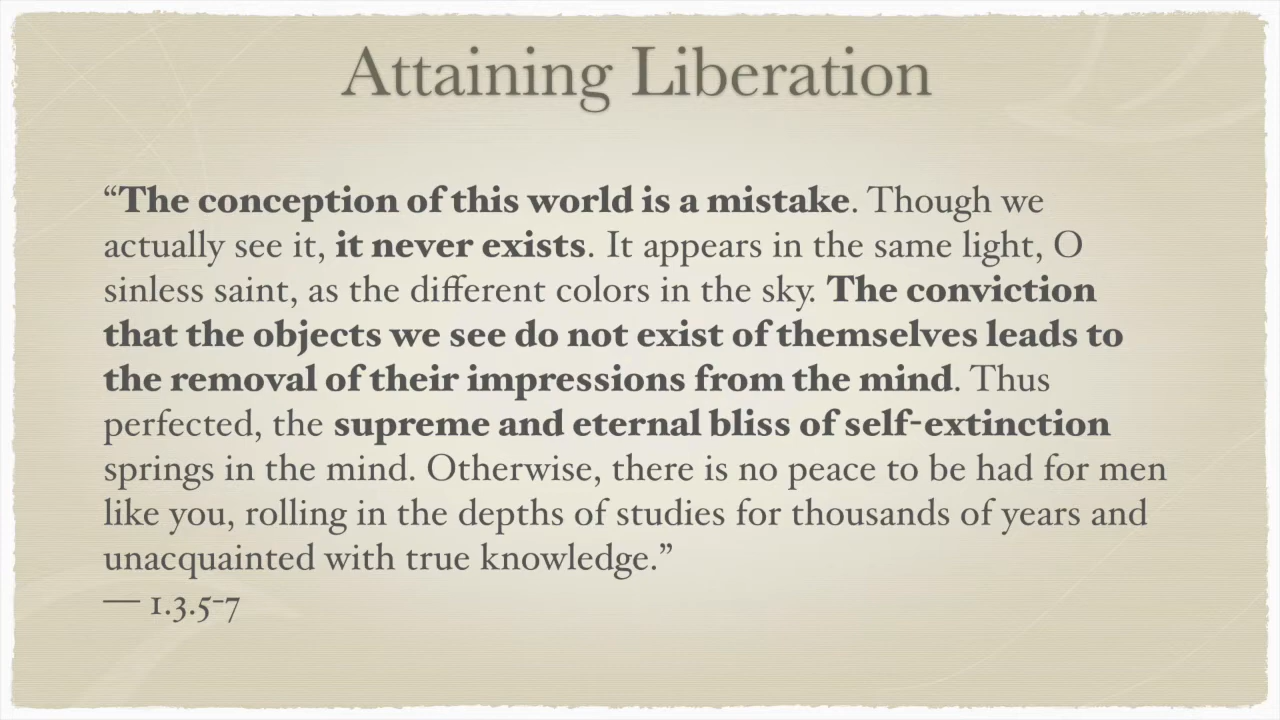 Attaining Liberation
“The conception of this world is a mistake. Though we
actually see it, it never exists. It appears in the same light, O
sinless saint, as the different colors in the sky. The conviction
that the objects we see do not exist of themselves leads to
the removal of their impressions from the mind. Thus
perfected, the supreme and eternal bliss of self-extinction
springs in the mind. Otherwise, there is no peace to be had for men
like you, rolling in the depths of studies for thousands of years and
unacquainted with true knowledge.”
— 1.3.5-7